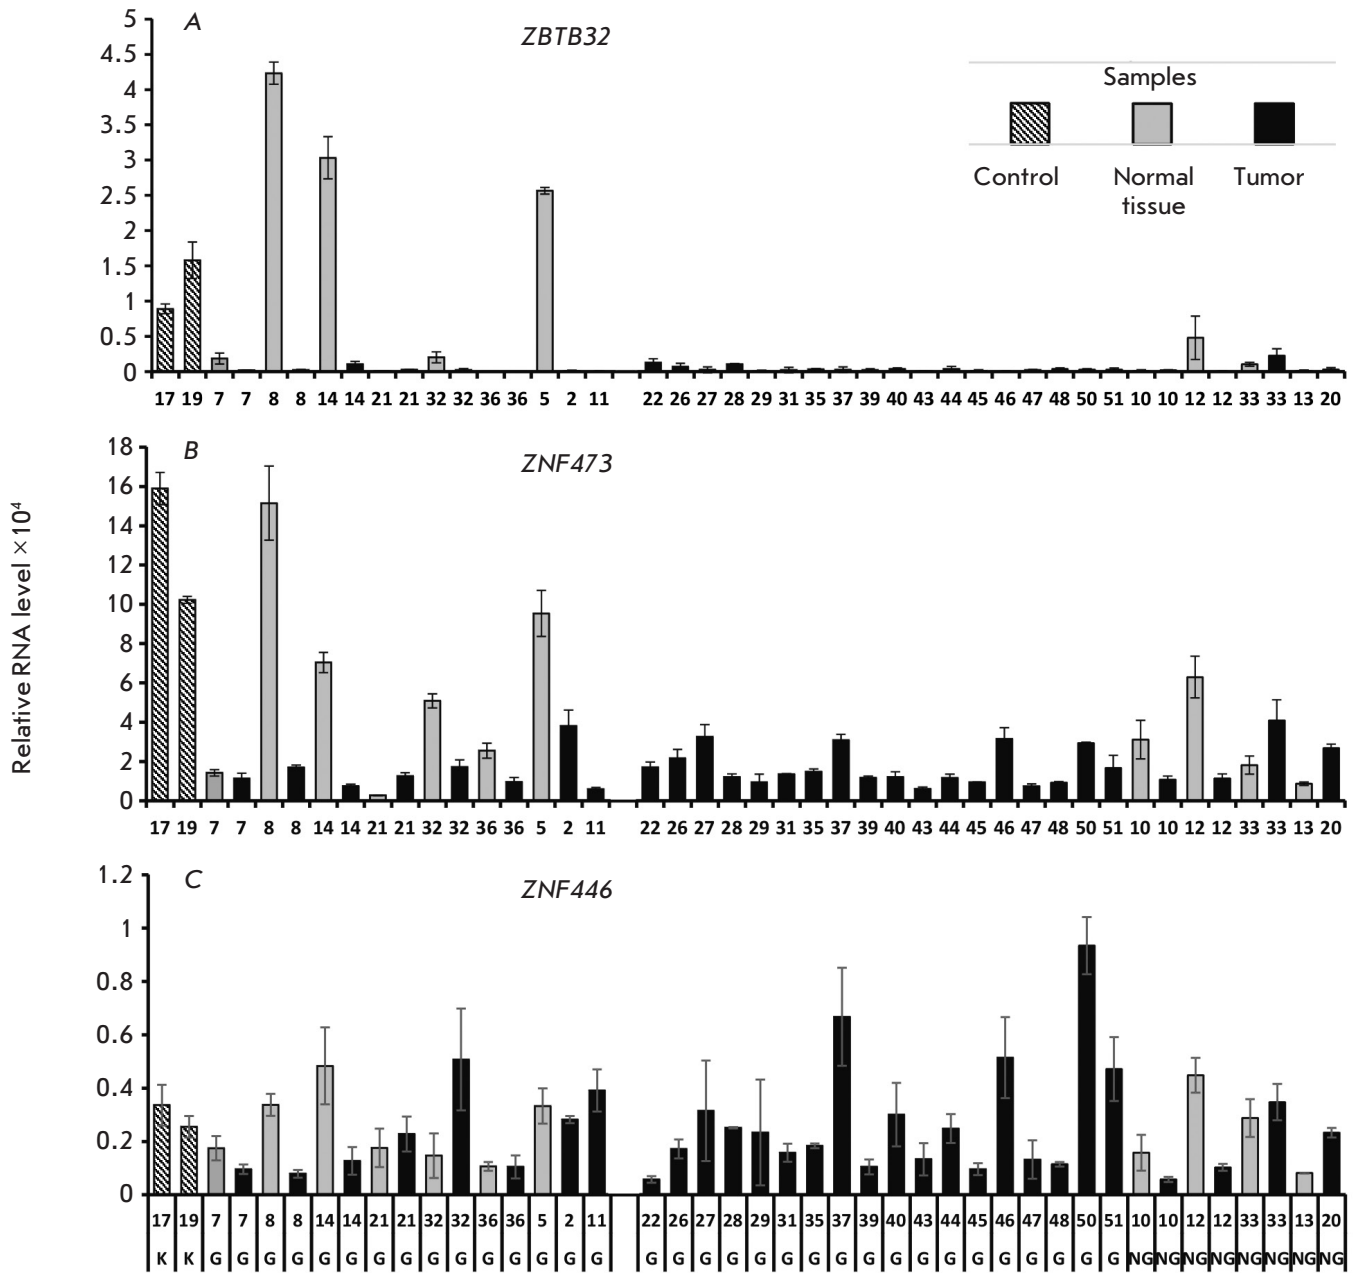 A
ZBTB32
5
4.5
4
3.5
3
2.5
2
1.5
1
0.5
0
Samples
Control
Normal
tissue
Tumor
17 19 7 7 8 8 14 14 21 21 32 32 36 36 5 2 11 22 26 27 28 29 31 35 37 39 40 43 44 45 46 47 48 50 51 10 10 12 12 33 33 13 20
Relative RNA level × 10⁴
B
ZNF473
18
16
14
12
10
8
6
4
2
0
17 19 7 7 8 8 14 14 21 21 32 32 36 36 5 2 11 22 26 27 28 29 31 35 37 39 40 43 44 45 46 47 48 50 51 10 10 12 12 33 33 13 20
C
ZNF446
1.2
1
0.8
0.6
0.4
0.2
0
17 19 7 7 8 8 14 14 21 21 32 32 36 36 5 2 11 22 26 27 28 29 31 35 37 39 40 43 44 45 46 47 48 50 51 10 10 12 12 33 33 13 20
K K G G G G G G G G G G G G G G G G G G G G G G G G G G G G G G G G G NG NG NG NG NG NG NG NG